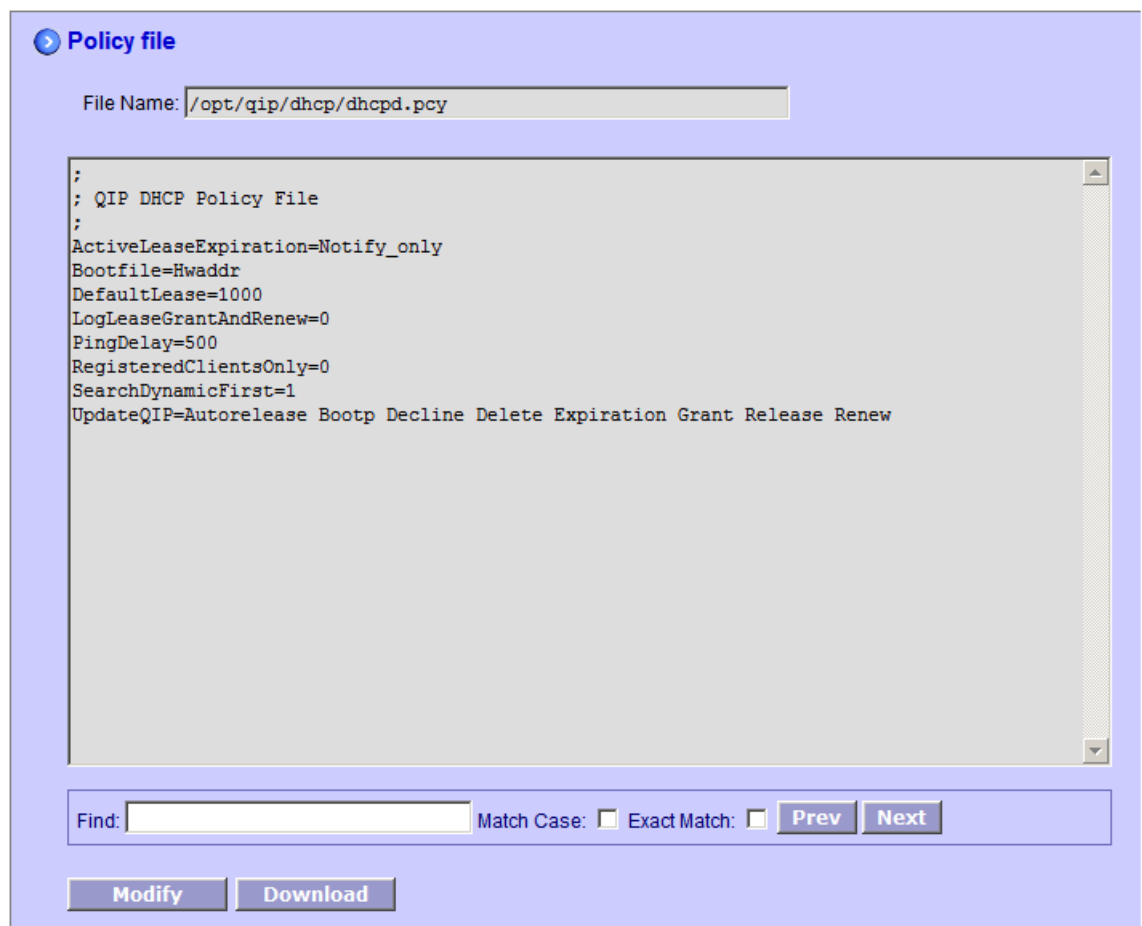 Policy file
File Name: /opt/qip/dhcp/dhcpd.pcy
;
; QIP DHCP Policy File
;
ActiveLeaseExpiration=Notify_only
Bootfile=Hwaddr
DefaultLease=1000
LogLeaseGrantAndRenew=0
PingDelay=500
RegisteredClientsOnly=0
SearchDynamicFirst=1
UpdateQIP=Autorelease Bootp Decline Delete Expiration Grant Release Renew
Find: Match Case: Exact Match: Prev Next
Modify Download